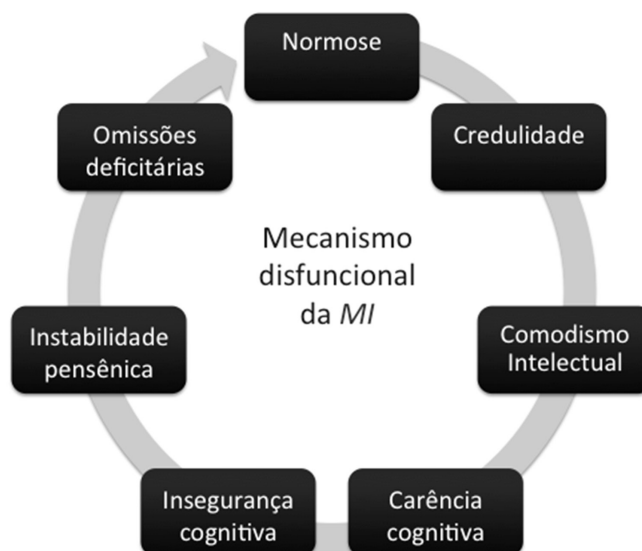 Normose
Credulidade
Comodismo
Intelectual
Carência
cognitiva
Insegurança
cognitiva
Instabilidade
pensênica
Omissões
deficitárias
Mecanismo
disfuncional
da MI